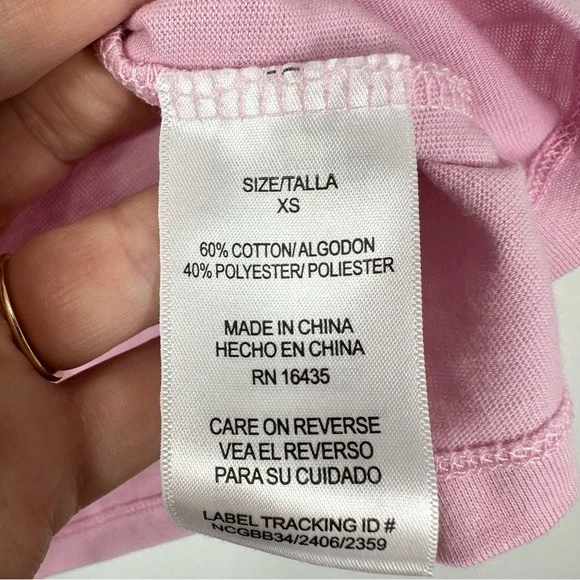 SIZE/TALLA
XS
60% COTTON/ALGODON
40% POLYESTER/POLIESTER
MADE IN CHINA
HECHO EN CHINA
RN 16435
CARE ON REVERSE
VEA EL REVERSO
PARA SU CUIDADO
LABEL TRACKING ID #
NCGBB34/2406/2359